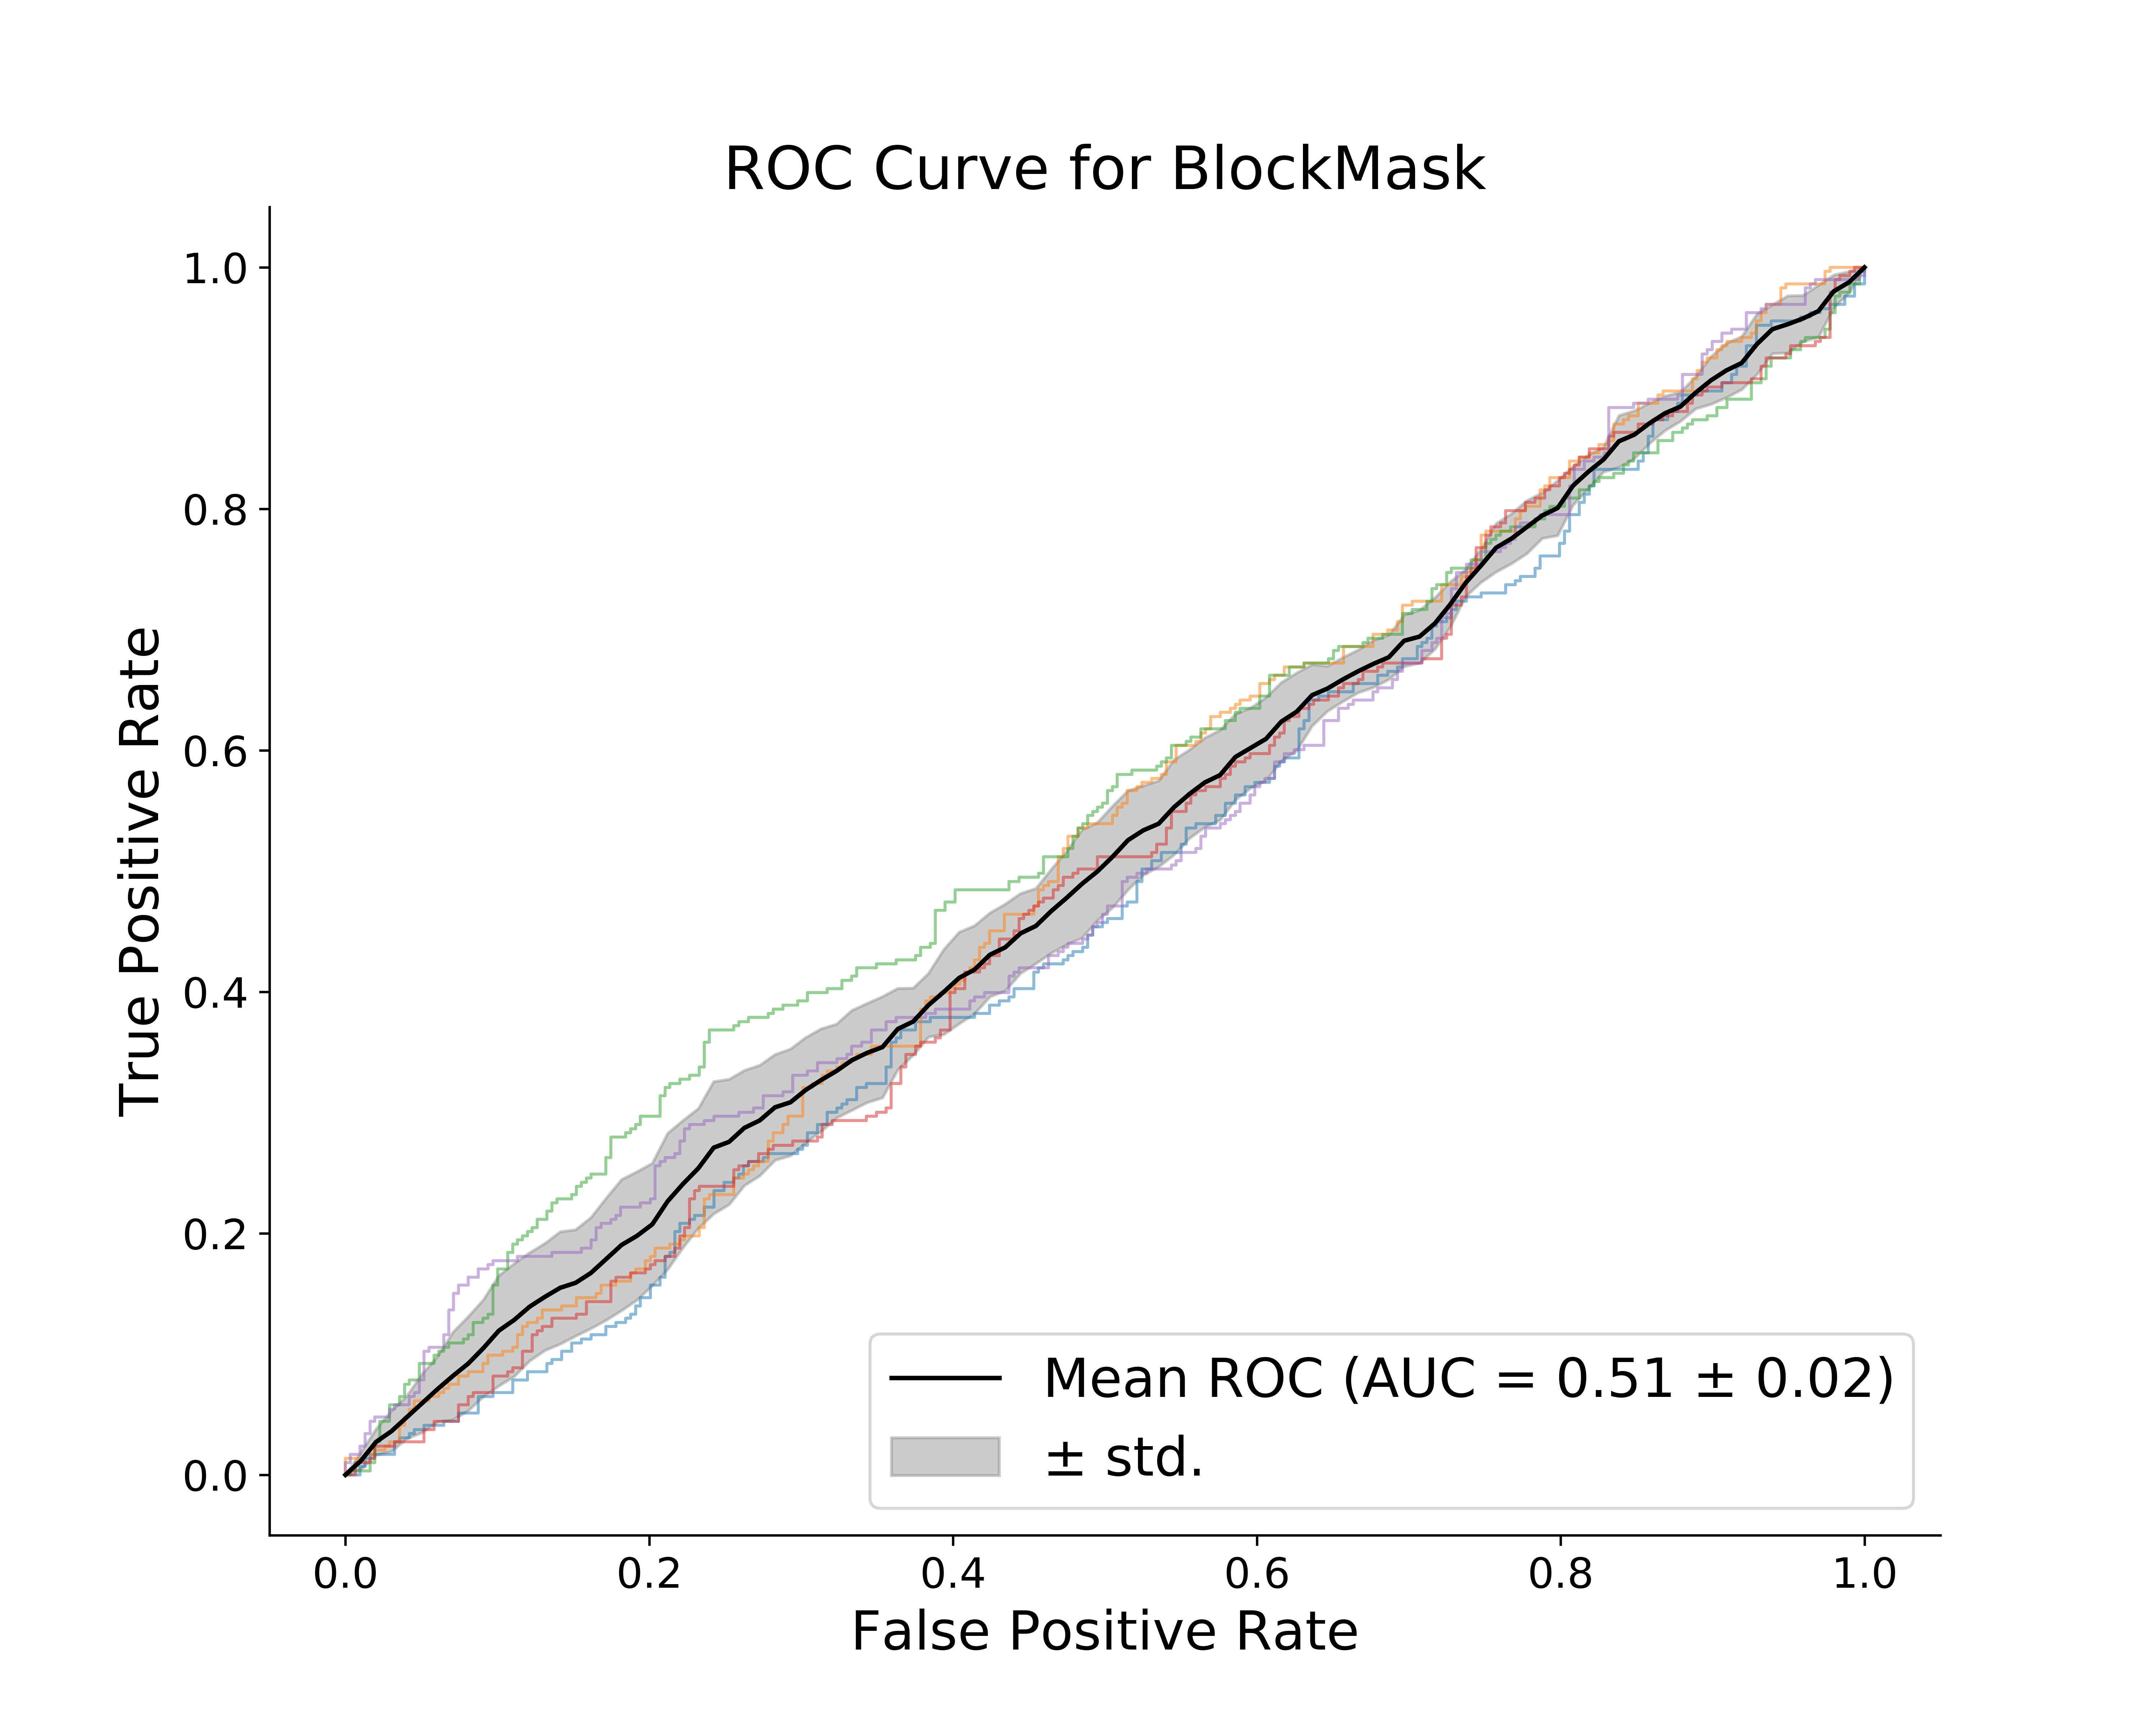 ROC Curve for BlockMask
True Positive Rate
1.0
0.8
0.6
0.4
0.2
0.0
Mean ROC (AUC = 0.51 ± 0.02)
± std.
0.0 0.2 0.4 0.6 0.8 1.0
False Positive Rate